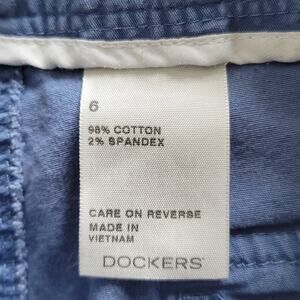 6
98% COTTON
2% SPANDEX
CARE ON REVERSE
MADE IN
VIETNAM
DOCKERS